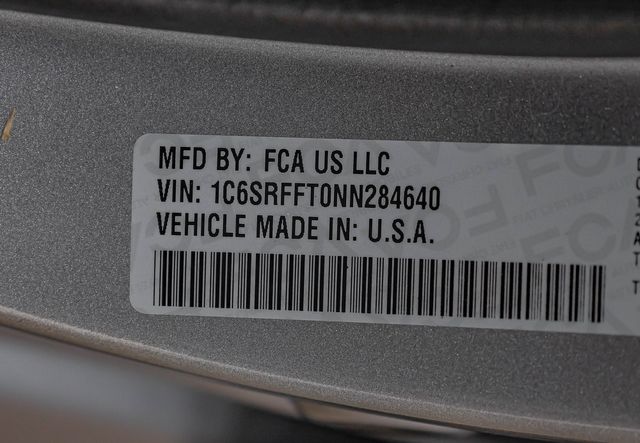 MFD BY: FCA US LLC
VIN: 1C6SRFFT0NN284640
VEHICLE MADE IN: U.S.A.